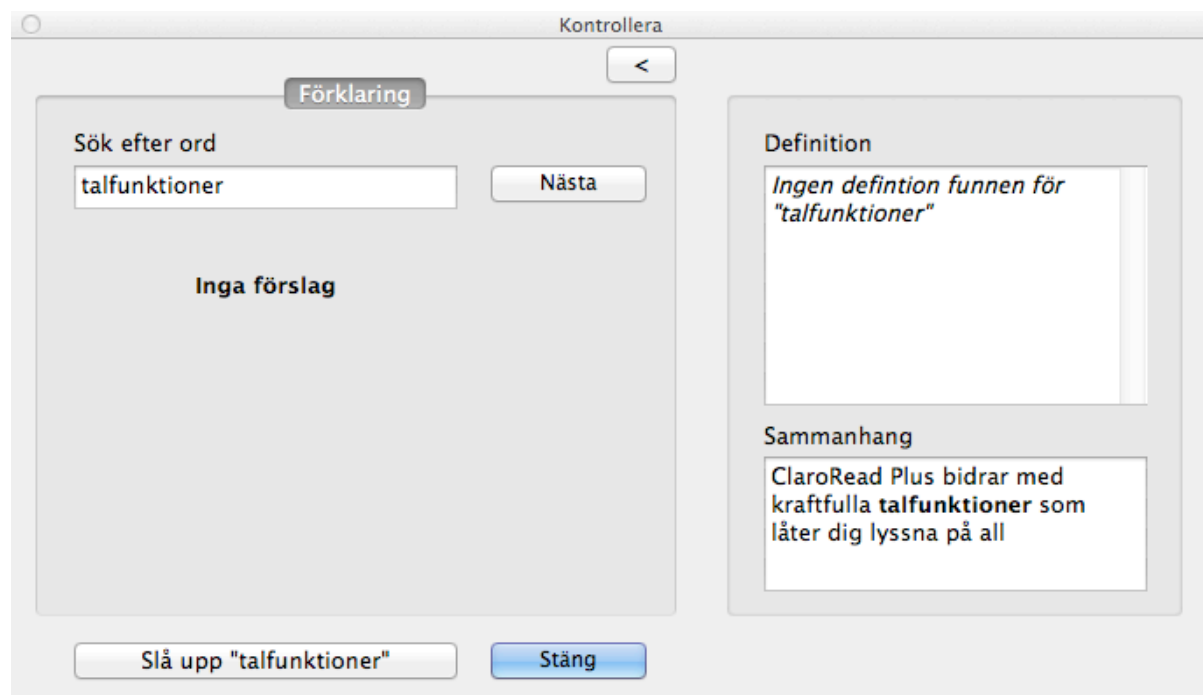 Kontrollera
<
Förklaring
Sök efter ord
talfunktioner
Nästa
Inga förslag
Definition
Ingen defintion funnen för
"talfunktioner"
Sammanhang
ClaroRead Plus bidrar med
kraftfulla talfunktioner som
låter dig lyssna på all
Slå upp "talfunktioner"
Stäng